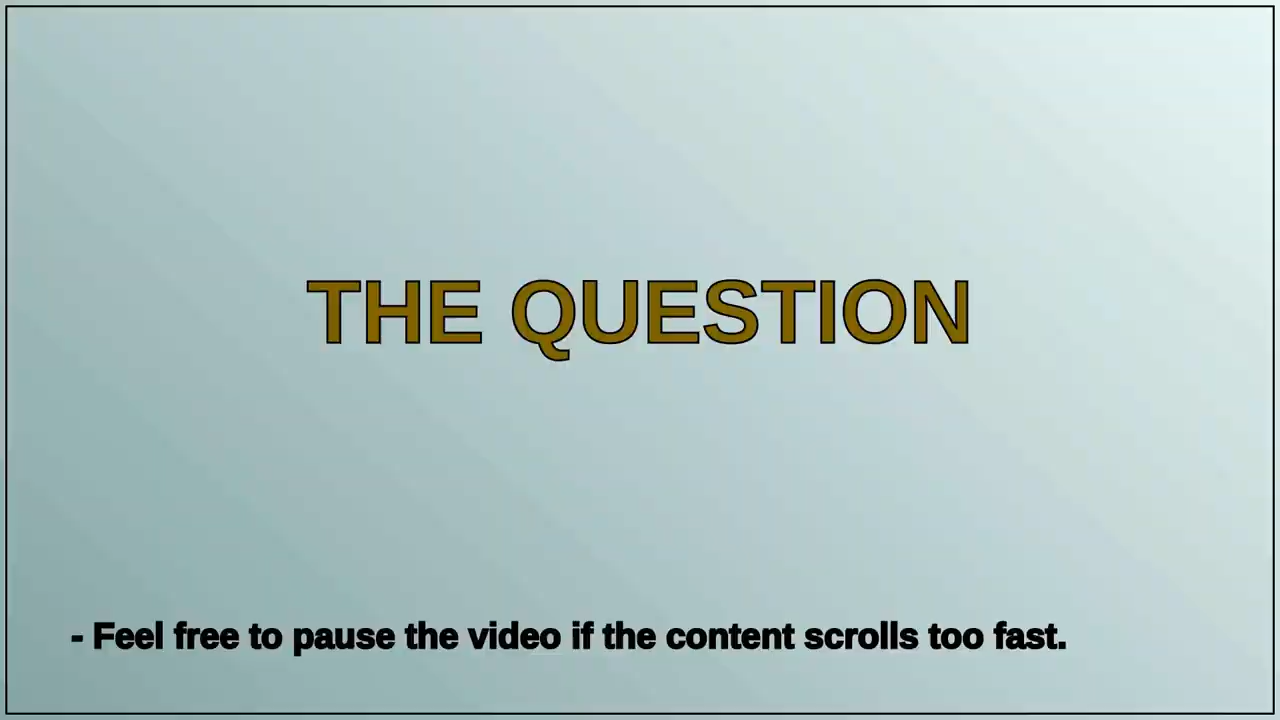 THE QUESTION
- Feel free to pause the video if the content scrolls too fast.